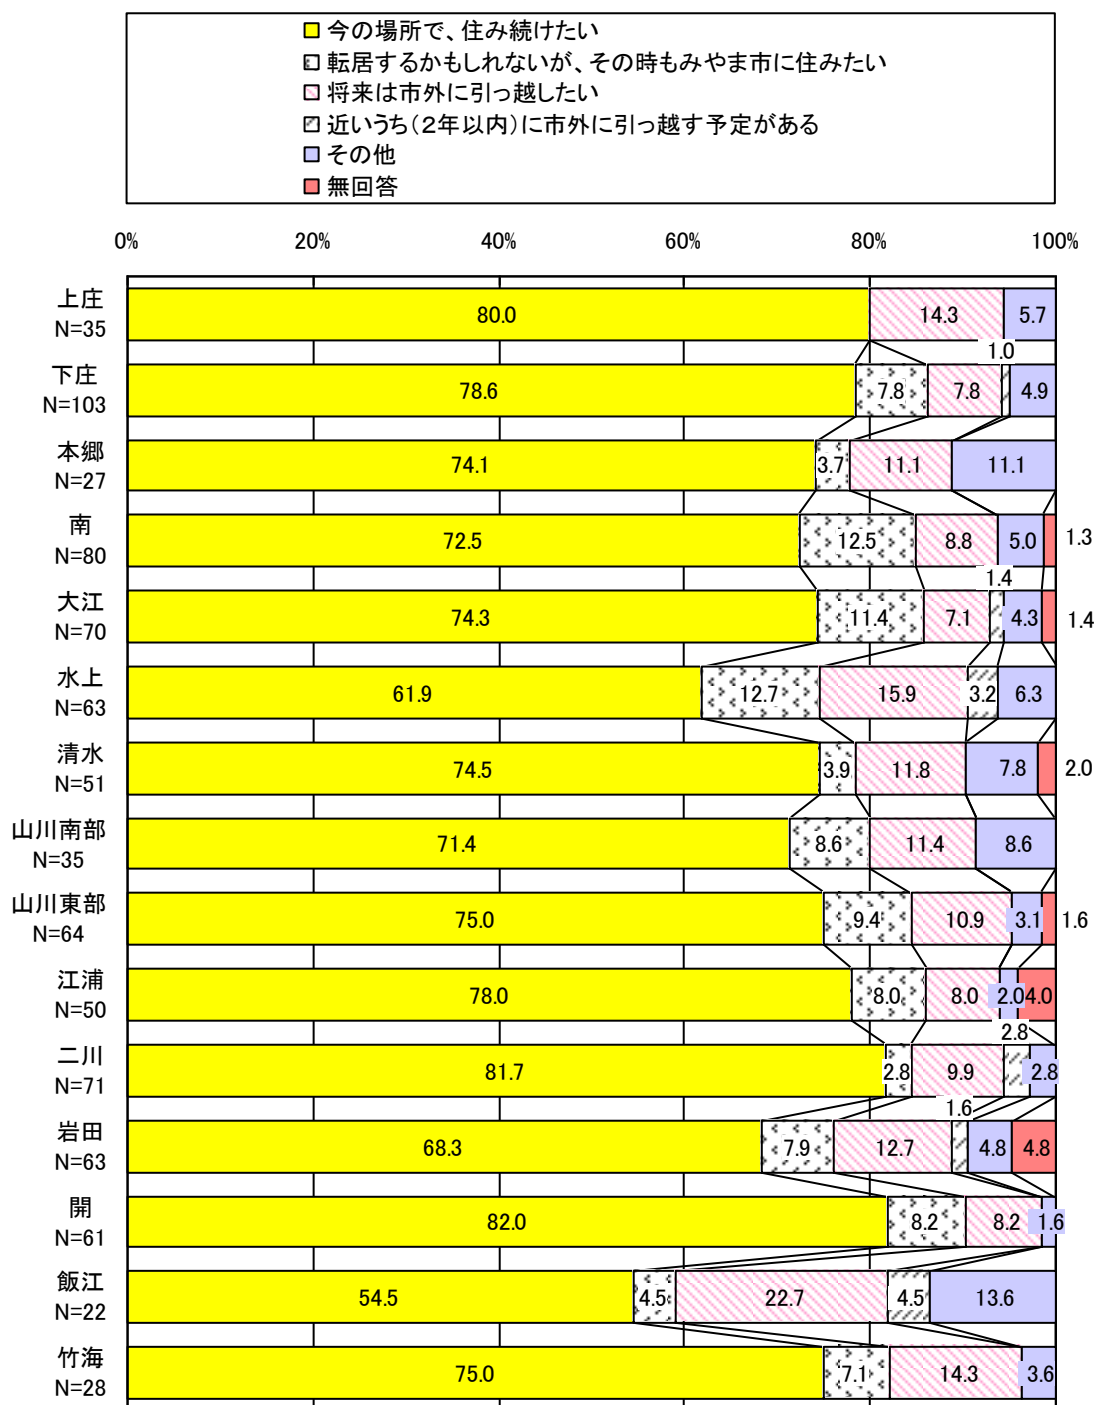 今の場所で、住み続けたい
転居するかもしれないが、その時もみやま市に住みたい
将来は市外に引っ越したい
近いうち(2年以内)に市外に引っ越す予定がある
その他
無回答
0% 20% 40% 60% 80% 100%
上庄
N=35
80.0 14.3 5.7
1.0
下庄
N=103
78.6 7.8 7.8 4.9
本郷
N=27
74.1 3.7 11.1 11.1
南
N=80
72.5 12.5 8.8 5.0 1.3
1.4
大江
N=70
74.3 11.4 7.1 4.3 1.4
水上
N=63
61.9 12.7 15.9 3.2 6.3
清水
N=51
74.5 3.9 11.8 7.8 2.0
山川南部
N=35
71.4 8.6 11.4 8.6
山川東部
N=64
75.0 9.4 10.9 3.1 1.6
江浦
N=50
78.0 8.0 8.0 2.0 4.0
2.8
二川
N=71
81.7 2.8 9.9 2.8
1.6
岩田
N=63
68.3 7.9 12.7 4.8 4.8
開
N=61
82.0 8.2 8.2 1.6
飯江
N=22
54.5 4.5 22.7 4.5 13.6
竹海
N=28
75.0 7.1 14.3 3.6